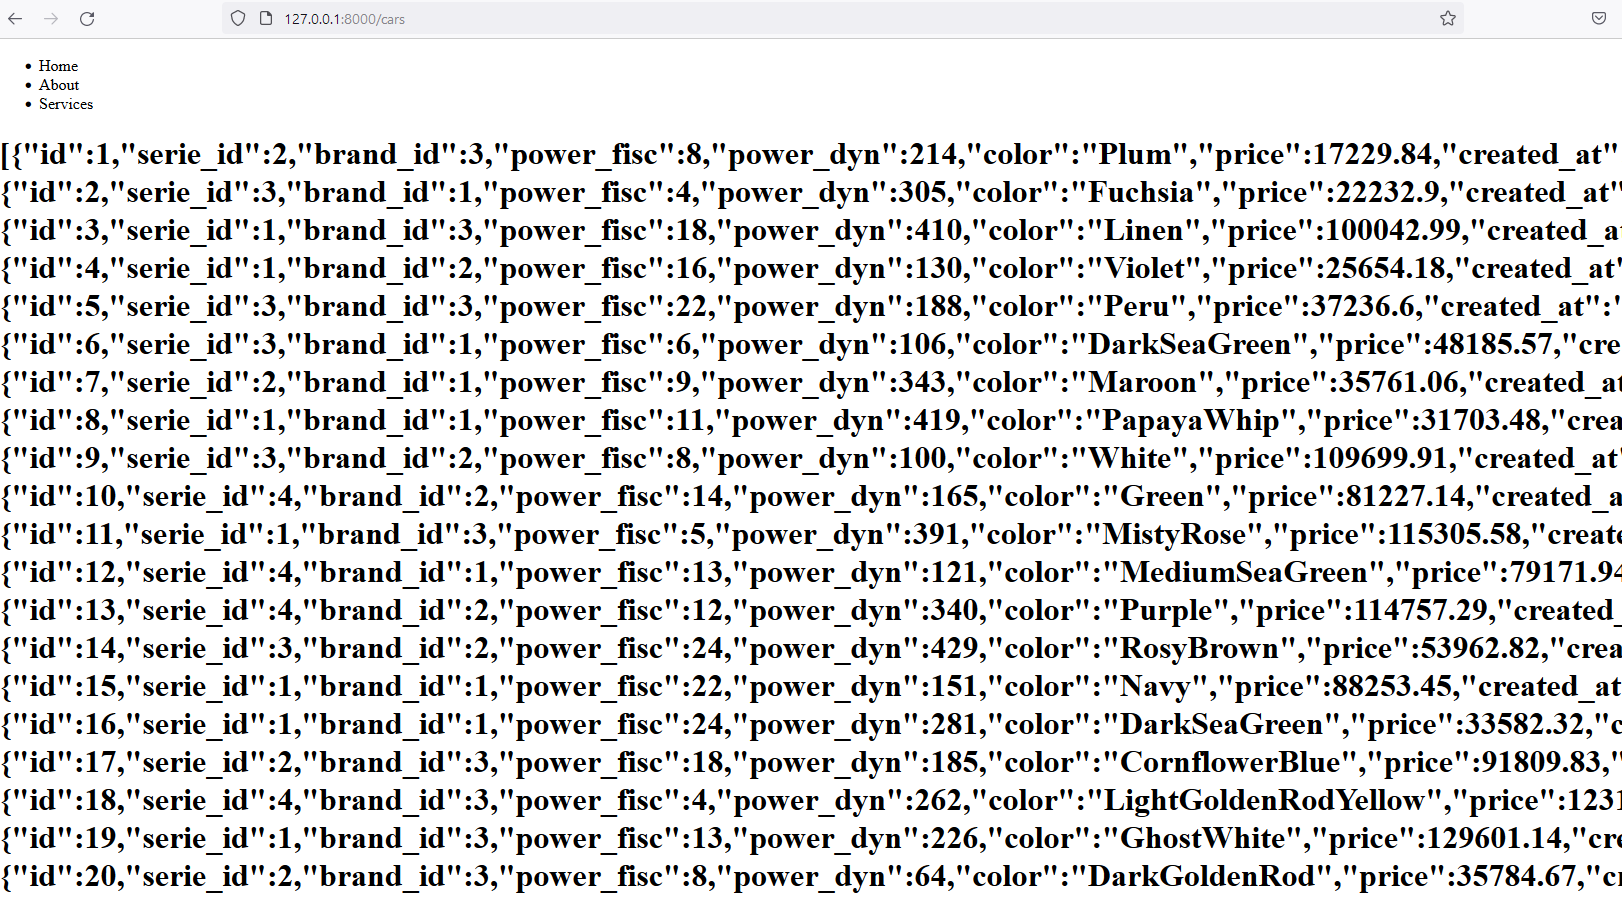 127.0.0.1:8000/cars
Home
About
Services
[{"id":1,"serie_id":2,"brand_id":3,"power_fisc":8,"power_dyn":214,"color":"Plum","price":17229.84,"created_at"
{"id":2,"serie_id":3,"brand_id":1,"power_fisc":4,"power_dyn":305,"color":"Fuchsia","price":22232.9,"created_at"
{"id":3,"serie_id":1,"brand_id":3,"power_fisc":18,"power_dyn":410,"color":"Linen","price":100042.99,"created_at
{"id":4,"serie_id":1,"brand_id":2,"power_fisc":16,"power_dyn":130,"color":"Violet","price":25654.18,"created_at"
{"id":5,"serie_id":3,"brand_id":3,"power_fisc":22,"power_dyn":188,"color":"Peru","price":37236.6,"created_at":"
{"id":6,"serie_id":3,"brand_id":1,"power_fisc":6,"power_dyn":106,"color":"DarkSeaGreen","price":48185.57,"cre
{"id":7,"serie_id":2,"brand_id":1,"power_fisc":9,"power_dyn":343,"color":"Maroon","price":35761.06,"created_at
{"id":8,"serie_id":1,"brand_id":1,"power_fisc":11,"power_dyn":419,"color":"PapayaWhip","price":31703.48,"crea
{"id":9,"serie_id":3,"brand_id":2,"power_fisc":8,"power_dyn":100,"color":"White","price":109699.91,"created_at"
{"id":10,"serie_id":4,"brand_id":2,"power_fisc":14,"power_dyn":165,"color":"Green","price":81227.14,"created_a
{"id":11,"serie_id":1,"brand_id":3,"power_fisc":5,"power_dyn":391,"color":"MistyRose","price":115305.58,"create
{"id":12,"serie_id":4,"brand_id":1,"power_fisc":13,"power_dyn":121,"color":"MediumSeaGreen","price":79171.94
{"id":13,"serie_id":4,"brand_id":2,"power_fisc":12,"power_dyn":340,"color":"Purple","price":114757.29,"created_
{"id":14,"serie_id":3,"brand_id":2,"power_fisc":24,"power_dyn":429,"color":"RosyBrown","price":53962.82,"crea
{"id":15,"serie_id":1,"brand_id":1,"power_fisc":22,"power_dyn":151,"color":"Navy","price":88253.45,"created_at
{"id":16,"serie_id":1,"brand_id":1,"power_fisc":24,"power_dyn":281,"color":"DarkSeaGreen","price":33582.32,"c
{"id":17,"serie_id":2,"brand_id":3,"power_fisc":18,"power_dyn":185,"color":"CornflowerBlue","price":91809.83,"
{"id":18,"serie_id":4,"brand_id":3,"power_fisc":4,"power_dyn":262,"color":"LightGoldenRodYellow","price":1231
{"id":19,"serie_id":1,"brand_id":3,"power_fisc":13,"power_dyn":226,"color":"GhostWhite","price":129601.14,"cre
{"id":20,"serie_id":2,"brand_id":3,"power_fisc":8,"power_dyn":64,"color":"DarkGoldenRod","price":35784.67,"cr